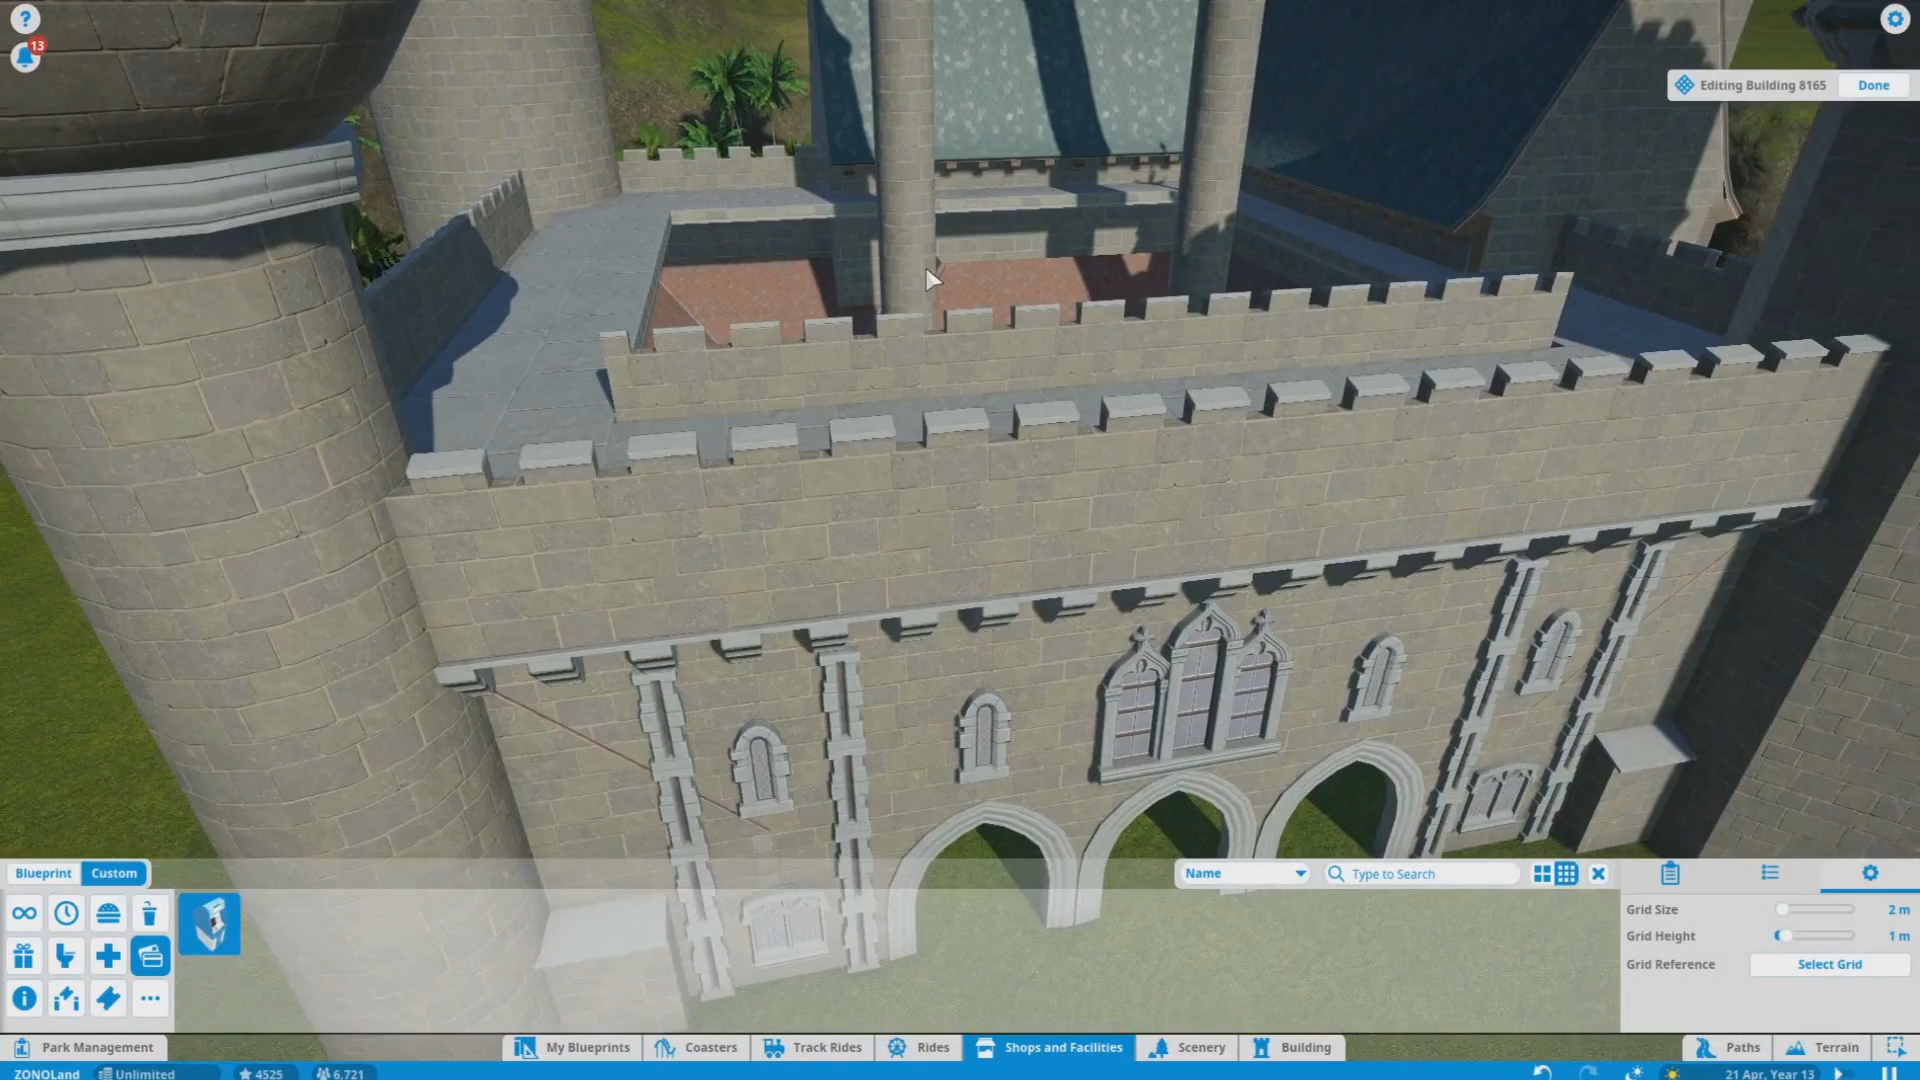 ?
13
Editing Building 8165
Done
Blueprint
Custom
Name
Type to Search
Grid Size
2 m
Grid Height
1 m
Grid Reference
Select Grid
Park Management
My Blueprints
Coasters
Track Rides
Rides
Shops and Facilities
Scenery
Building
Paths
Terrain
ZONOLand
Unlimited
4525
6,721
21 Apr, Year 13